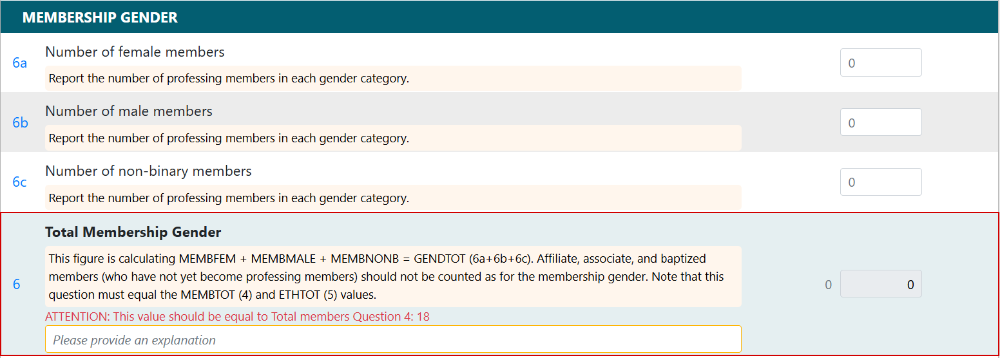 MEMBERSHIP GENDER
6a
Number of female members
Report the number of professing members in each gender category.
0
6b
Number of male members
Report the number of professing members in each gender category.
0
6c
Number of non-binary members
Report the number of professing members in each gender category.
0
6
Total Membership Gender
This figure is calculating MEMBFEM + MEMBMALE + MEMBNONB = GENDTOT (6a+6b+6c). Affiliate, associate, and baptized
members (who have not yet become professing members) should not be counted as for the membership gender. Note that this
question must equal the MEMBTOT (4) and ETHTOT (5) values.
0 0
ATTENTION: This value should be equal to Total members Question 4: 18
Please provide an explanation